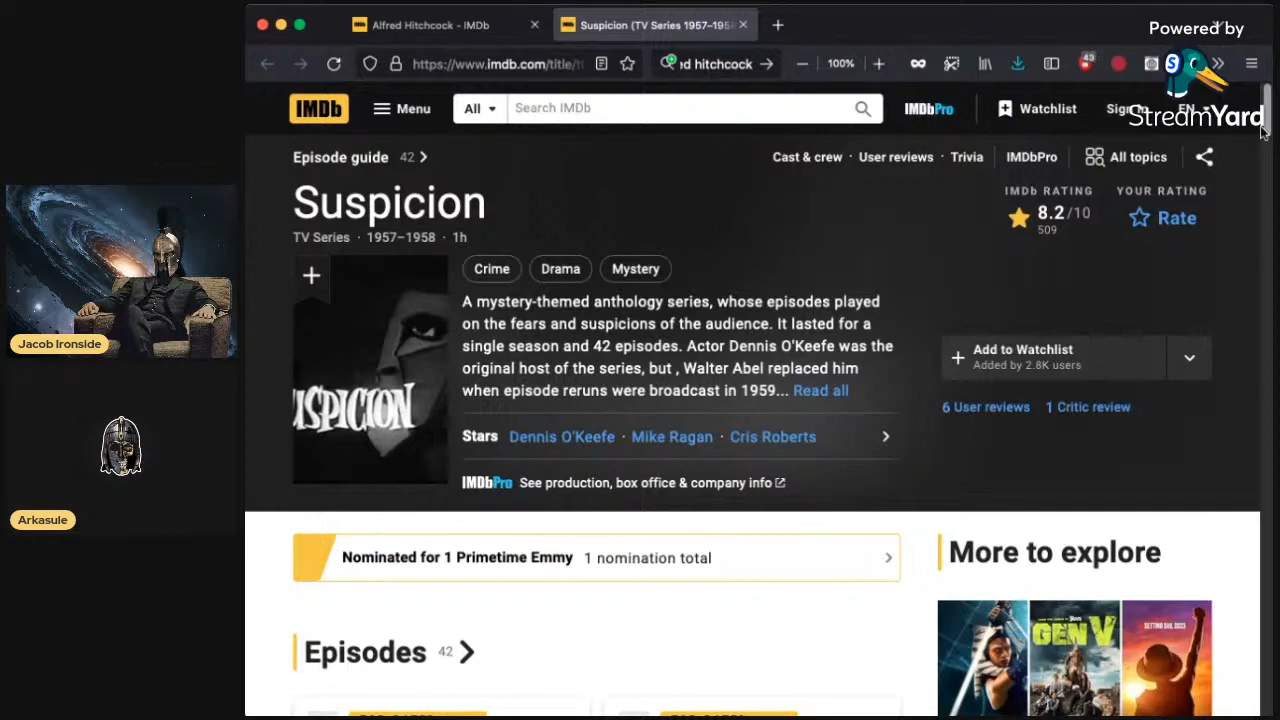 Alfred Hitchcock - IMDb
Suspicion (TV Series 1957–195
https://www.imdb.com/title/t
ed hitchcock
100%
45
Powered by
StreamYard
IMDb
Menu
All
Search IMDb
IMDbPro
Watchlist
Sign
EN
Episode guide 42
Cast & crew · User reviews · Trivia
IMDbPro
All topics
Suspicion
TV Series · 1957–1958 · 1h
IMDb RATING
8.2/10
509
YOUR RATING
Rate
USPICION
Crime
Drama
Mystery
A mystery-themed anthology series, whose episodes played
on the fears and suspicions of the audience. It lasted for a
single season and 42 episodes. Actor Dennis O'Keefe was the
original host of the series, but , Walter Abel replaced him
when episode reruns were broadcast in 1959... Read all
Stars Dennis O'Keefe · Mike Ragan · Cris Roberts
IMDbPro See production, box office & company info
Add to Watchlist
Added by 2.8K users
6 User reviews 1 Critic review
Jacob Ironside
Arkasule
Nominated for 1 Primetime Emmy 1 nomination total
Episodes 42
More to explore
GEN V